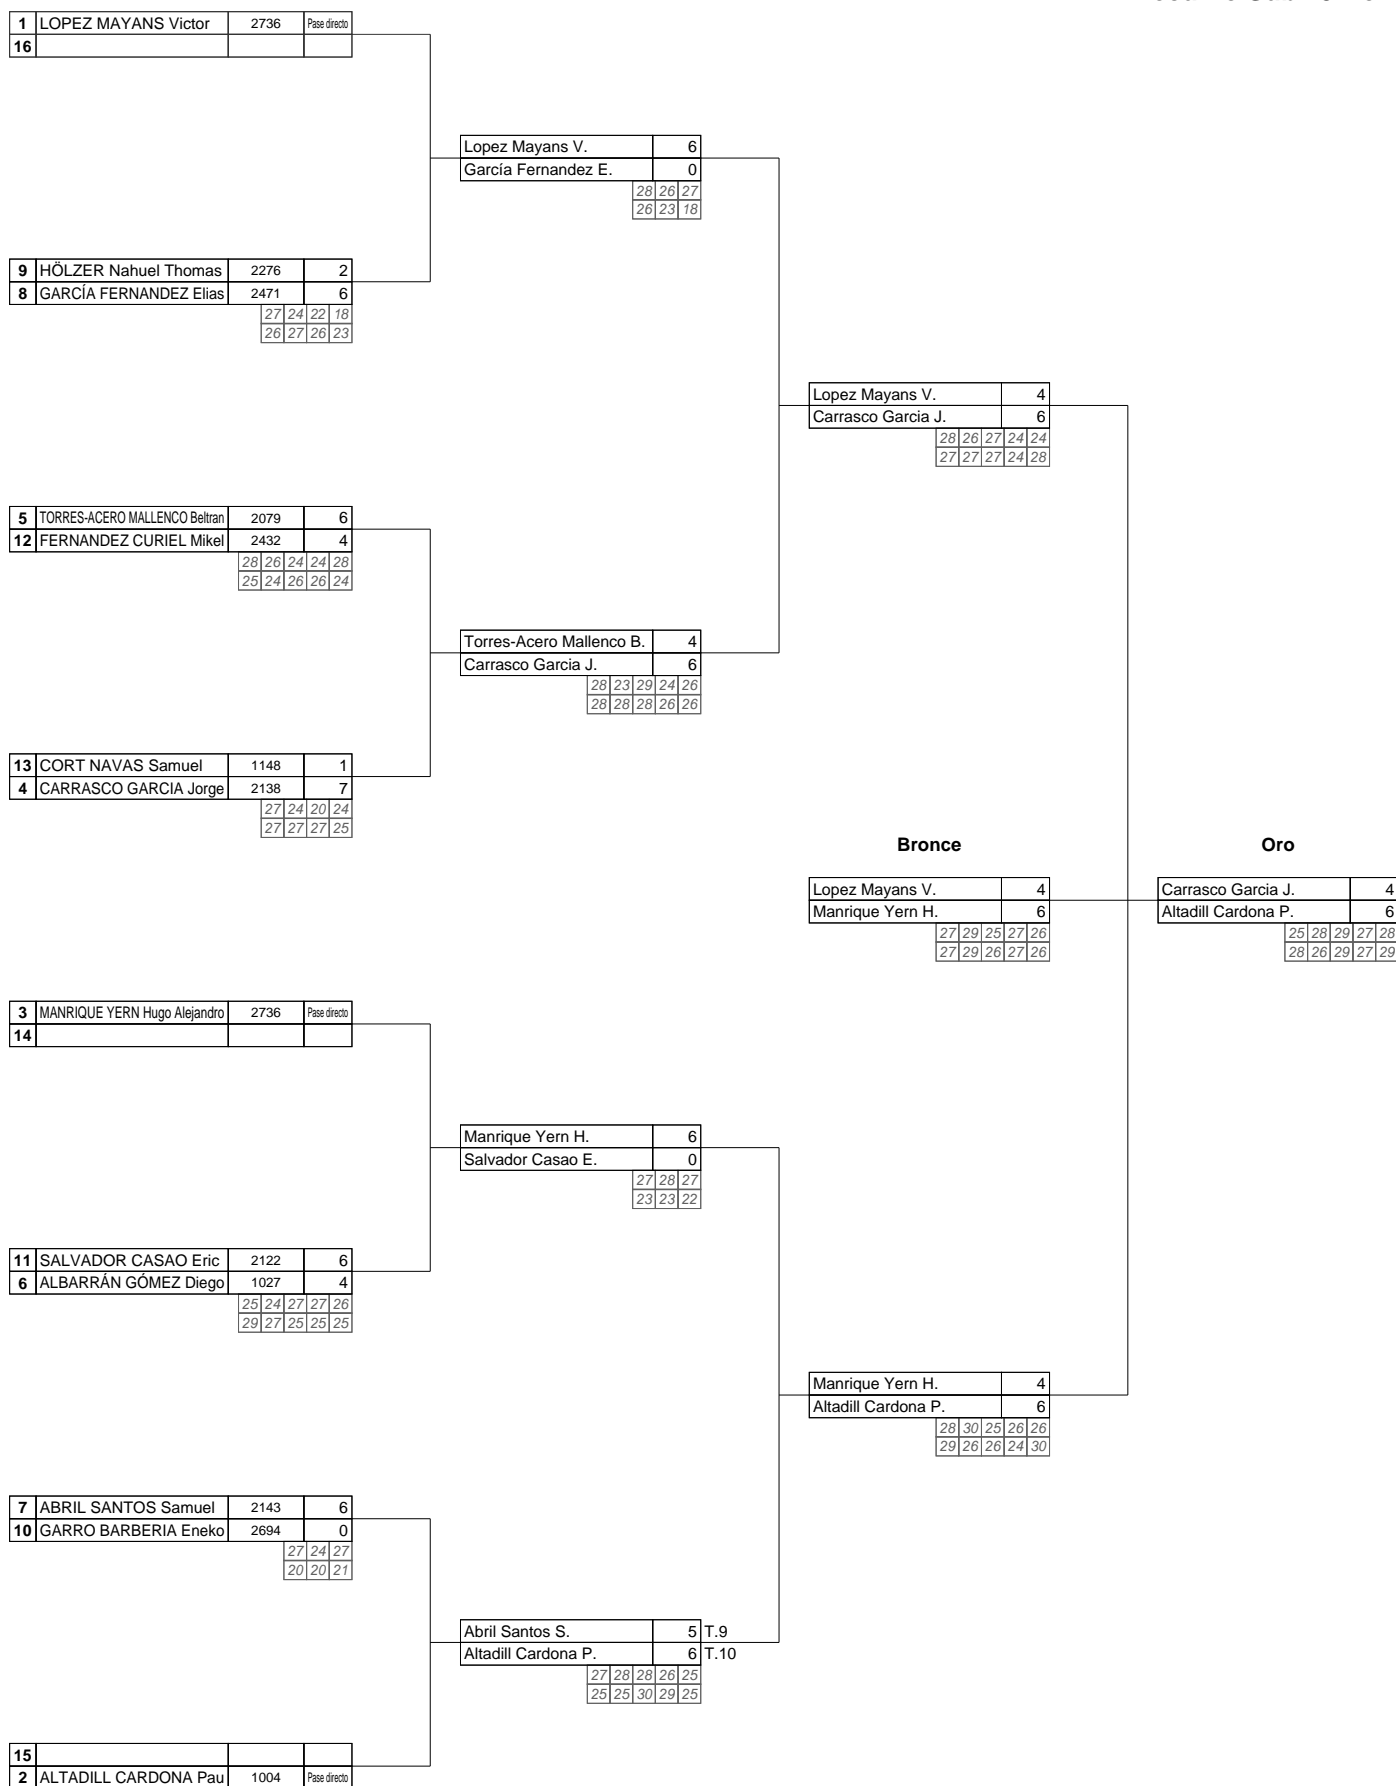 1 LOPEZ MAYANS Victor 2736 Pase directo
16
Lopez Mayans V. 6
García Fernandez E. 0
28 26 27
26 23 18
9 HÖLZER Nahuel Thomas 2276 2
8 GARCÍA FERNANDEZ Elias 2471 6
27 24 22 18
26 27 26 23
Lopez Mayans V. 4
Carrasco Garcia J. 6
28 26 27 24 24
27 27 27 24 28
5 TORRES-ACERO MALLENCO Beltran 2079 6
12 FERNANDEZ CURIEL Mikel 2432 4
28 26 24 24 28
25 24 26 26 24
Torres-Acero Mallenco B. 4
Carrasco Garcia J. 6
28 23 29 24 26
28 28 28 26 26
13 CORT NAVAS Samuel 1148 1
4 CARRASCO GARCIA Jorge 2138 7
27 24 20 24
27 27 27 25
Bronce Oro
Lopez Mayans V. 4 Carrasco Garcia J. 4
Manrique Yern H. 6 Altadill Cardona P. 6
27 29 25 27 26 25 28 29 27 28
27 29 26 27 26 28 26 29 27 29
3 MANRIQUE YERN Hugo Alejandro 2736 Pase directo
14
Manrique Yern H. 6
Salvador Casao E. 0
27 28 27
23 23 22
11 SALVADOR CASAO Eric 2122 6
6 ALBARRÁN GÓMEZ Diego 1027 4
25 24 27 27 26
29 27 25 25 25
Manrique Yern H. 4
Altadill Cardona P. 6
28 30 25 26 26
29 26 26 24 30
7 ABRIL SANTOS Samuel 2143 6
10 GARRO BARBERIA Eneko 2694 0
27 24 27
20 20 21
Abril Santos S. 5 T.9
Altadill Cardona P. 6 T.10
27 28 28 26 25
25 25 30 29 25
15
2 ALTADILL CARDONA Pau 1004 Pase directo